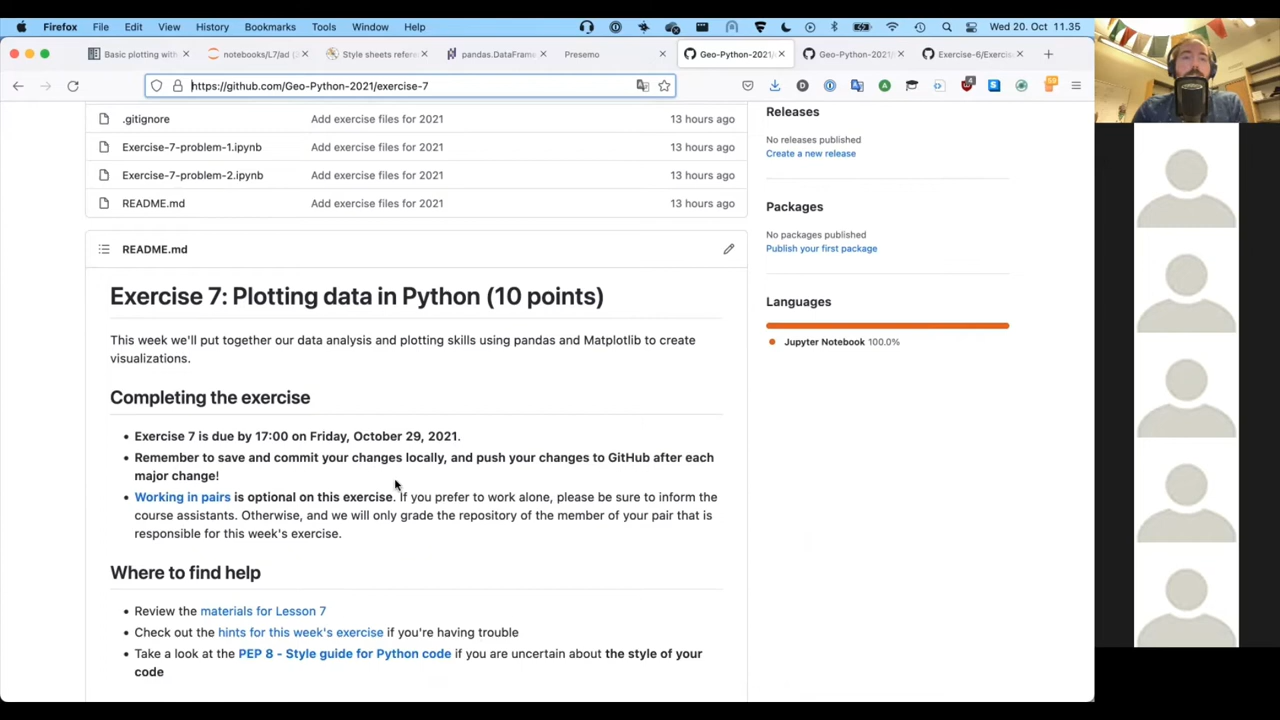 Firefox File Edit View History Bookmarks Tools Window Help Wed 20. Oct 11.35
Basic plotting with notebooks/L7/ad ( Style sheets refere pandas.DataFrame Presemo Geo-Python-2021/ Geo-Python-2021/ Exercise-6/Exercis
https://github.com/Geo-Python-2021/exercise-7
.gitignore Add exercise files for 2021 13 hours ago
Exercise-7-problem-1.ipynb Add exercise files for 2021 13 hours ago
Exercise-7-problem-2.ipynb Add exercise files for 2021 13 hours ago
README.md Add exercise files for 2021 13 hours ago
README.md
Exercise 7: Plotting data in Python (10 points)
This week we'll put together our data analysis and plotting skills using pandas and Matplotlib to create
visualizations.
Completing the exercise
• Exercise 7 is due by 17:00 on Friday, October 29, 2021.
• Remember to save and commit your changes locally, and push your changes to GitHub after each
major change!
• Working in pairs is optional on this exercise. If you prefer to work alone, please be sure to inform the
course assistants. Otherwise, and we will only grade the repository of the member of your pair that is
responsible for this week's exercise.
Where to find help
• Review the materials for Lesson 7
• Check out the hints for this week's exercise if you're having trouble
• Take a look at the PEP 8 - Style guide for Python code if you are uncertain about the style of your
code
Releases
No releases published
Create a new release
Packages
No packages published
Publish your first package
Languages
Jupyter Notebook 100.0%